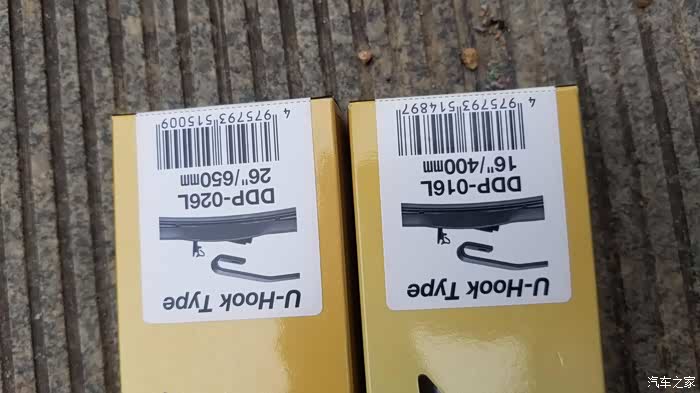 U-Hook Type
DDP-016L
16"/400mm
4 975793 514897
U-Hook Type
DDP-026L
26"/650mm
4 975793 515009
汽车之家